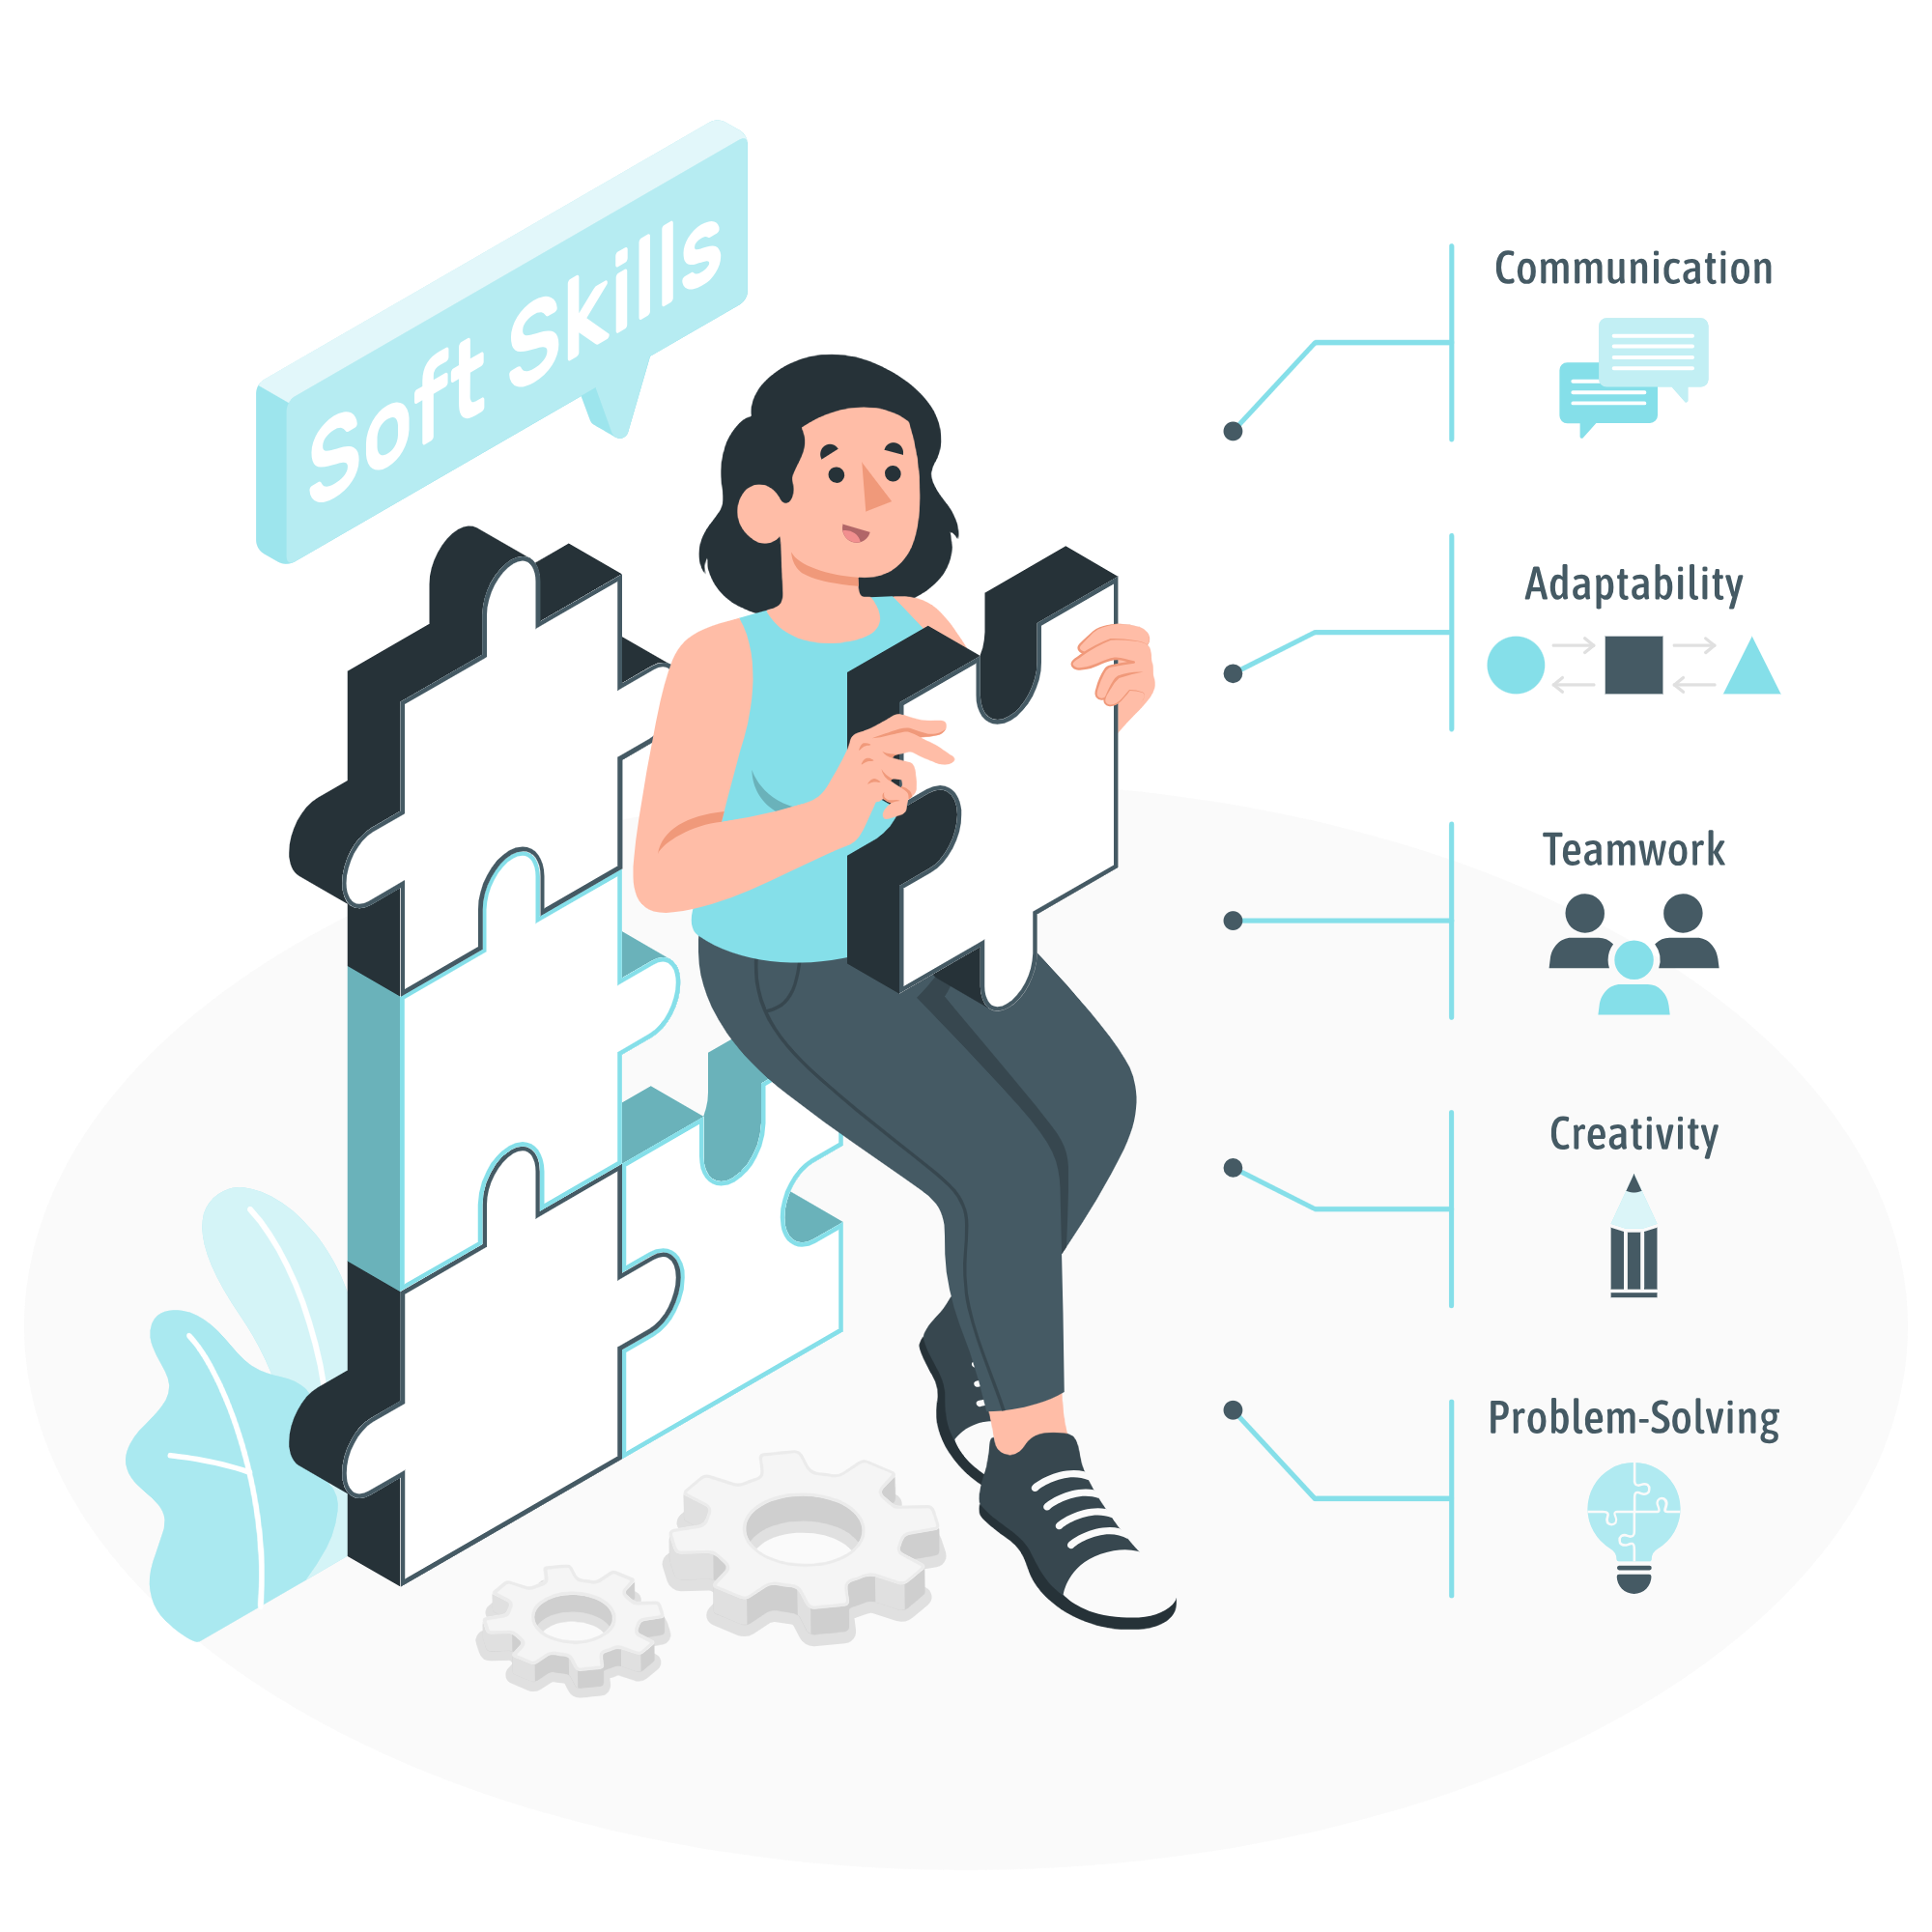 Soft Skills
Communication
Adaptability
Teamwork
Creativity
Problem-Solving